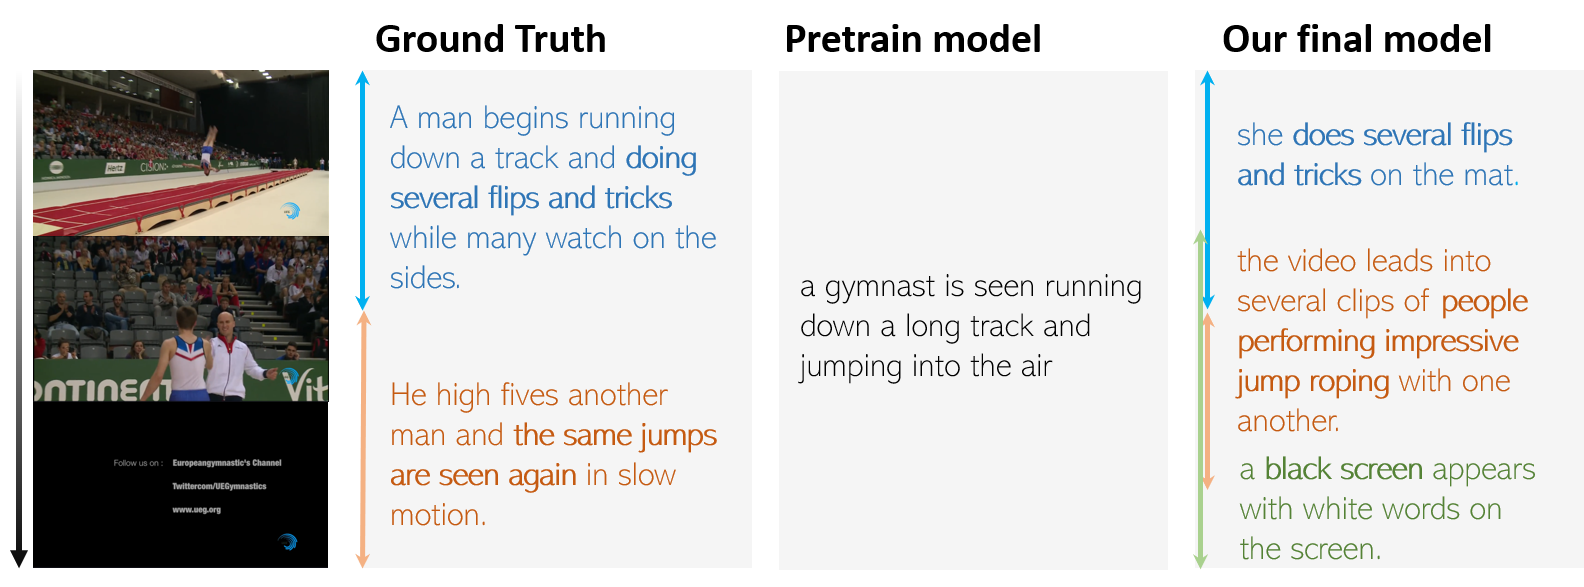 Ground Truth
Pretrain model
Our final model
Hertz
CISION
CONTINENT
Vit
Follow us on : Europeangymnastic's Channel
Twittercom/UEGymnastics
www.ueg.org
A man begins running
down a track and doing
several flips and tricks
while many watch on the
sides.
He high fives another
man and the same jumps
are seen again in slow
motion.
a gymnast is seen running
down a long track and
jumping into the air
she does several flips
and tricks on the mat.
the video leads into
several clips of people
performing impressive
jump roping with one
another.
a black screen appears
with white words on
the screen.